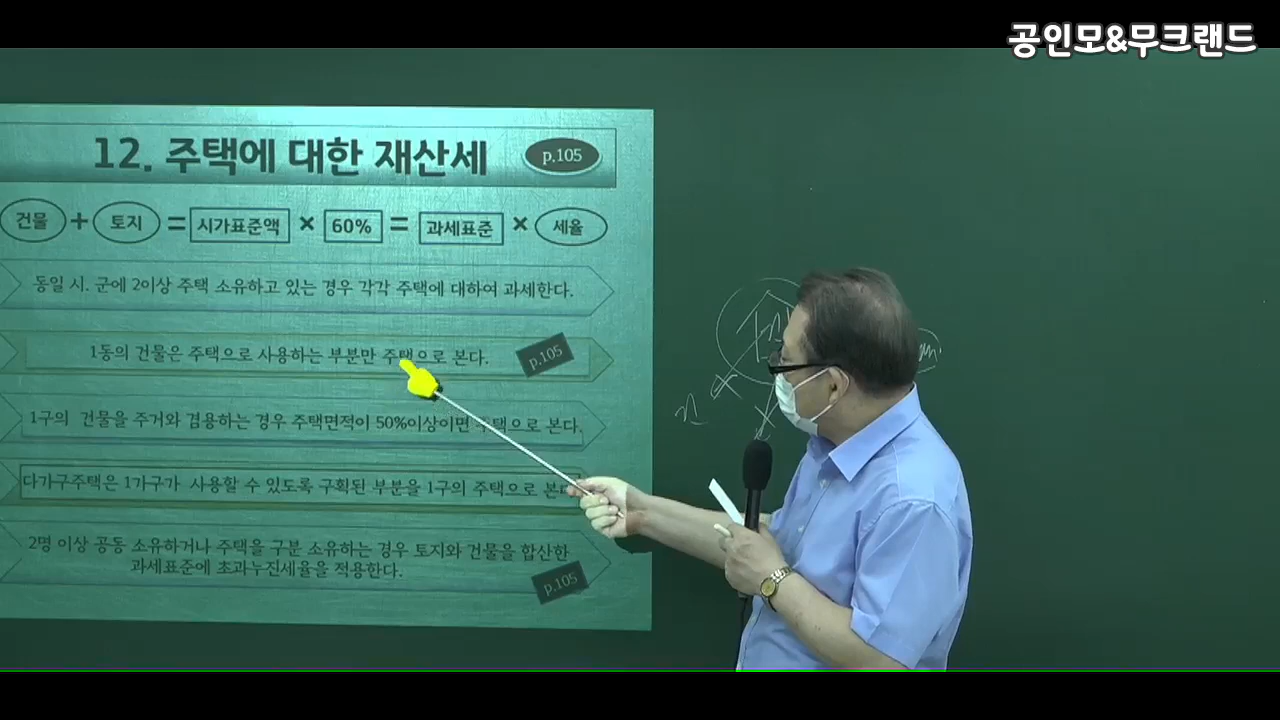 공인모&무크랜드
12. 주택에 대한 재산세 p.105
건물 + 토지 = 시가표준액 × 60% = 과세표준 × 세율
동일 시. 군에 2이상 주택 소유하고 있는 경우 각각 주택에 대하여 과세한다.
1동의 건물은 주택으로 사용하는 부분만 주택으로 본다. p.105
1구의 건물을 주거와 겸용하는 경우 주택면적이 50%이상이면 주택으로 본다.
다가구주택은 1가구가 사용할 수 있도록 구획된 부분을 1구의 주택으로 본다
2명 이상 공동 소유하거나 주택을 구분 소유하는 경우 토지와 건물을 합산한
과세표준에 초과누진세율을 적용한다.
p.105